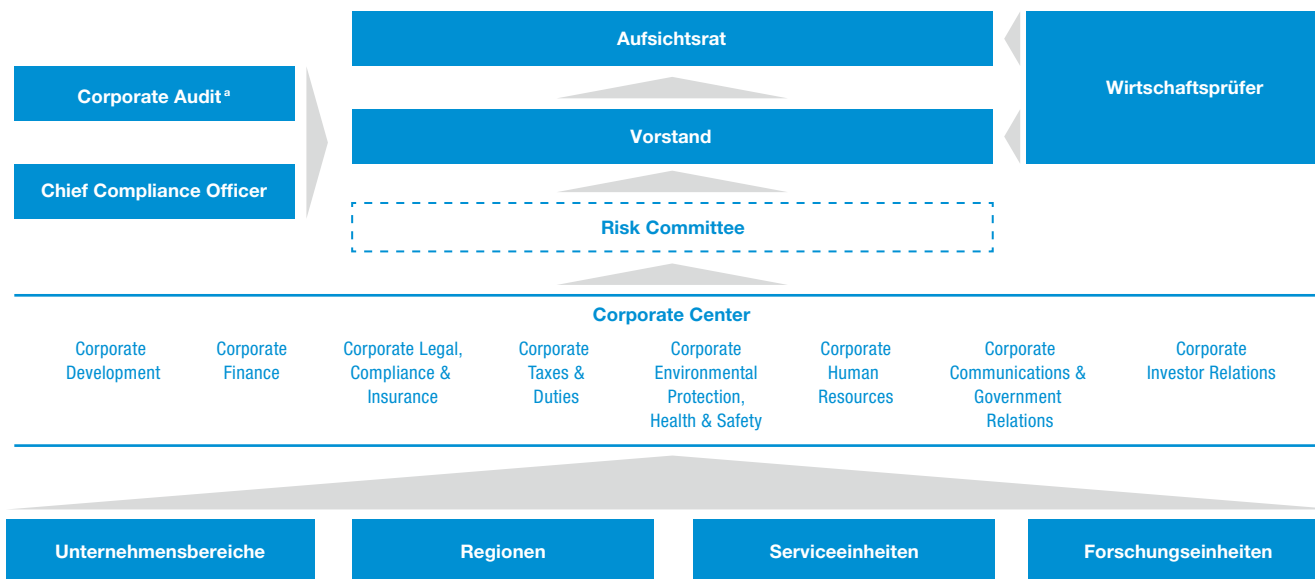 Aufsichtsrat
Corporate Audit a
Wirtschaftsprüfer
Vorstand
Chief Compliance Officer
Risk Committee
Corporate Center
Corporate
Development
Corporate
Finance
Corporate Legal,
Compliance &
Insurance
Corporate
Taxes &
Duties
Corporate
Environmental
Protection,
Health & Safety
Corporate
Human
Resources
Corporate
Communications &
Government
Relations
Corporate
Investor Relations
Unternehmensbereiche
Regionen
Serviceeinheiten
Forschungseinheiten